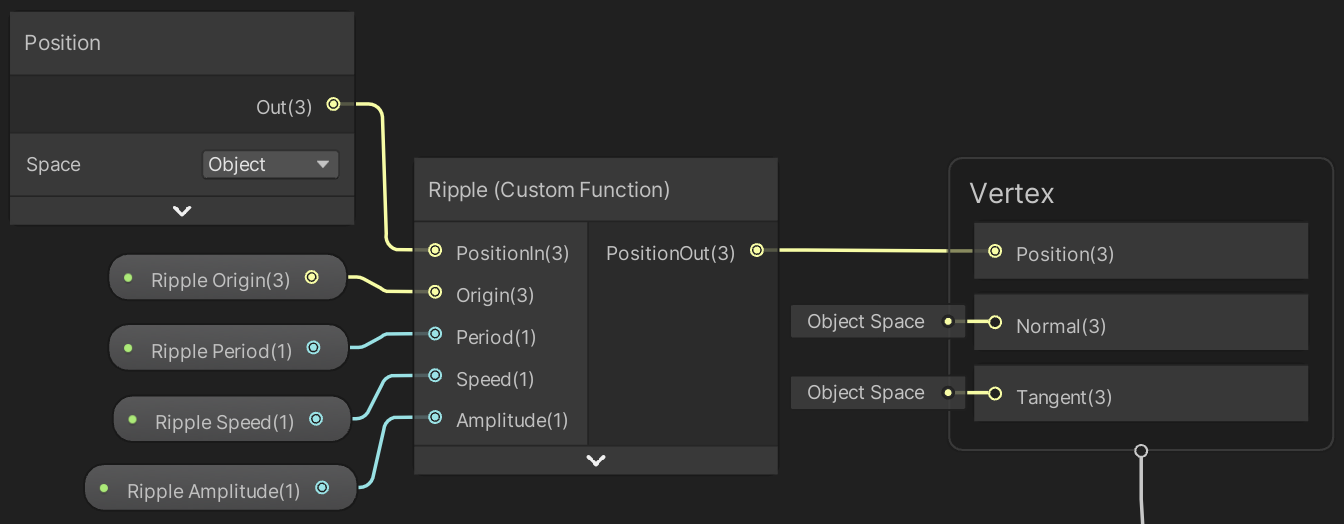 Position
Out(3)
Space Object
Ripple (Custom Function)
PositionIn(3) PositionOut(3)
Origin(3)
Period(1)
Speed(1)
Amplitude(1)
Ripple Origin(3)
Ripple Period(1)
Ripple Speed(1)
Ripple Amplitude(1)
Vertex
Position(3)
Object Space Normal(3)
Object Space Tangent(3)